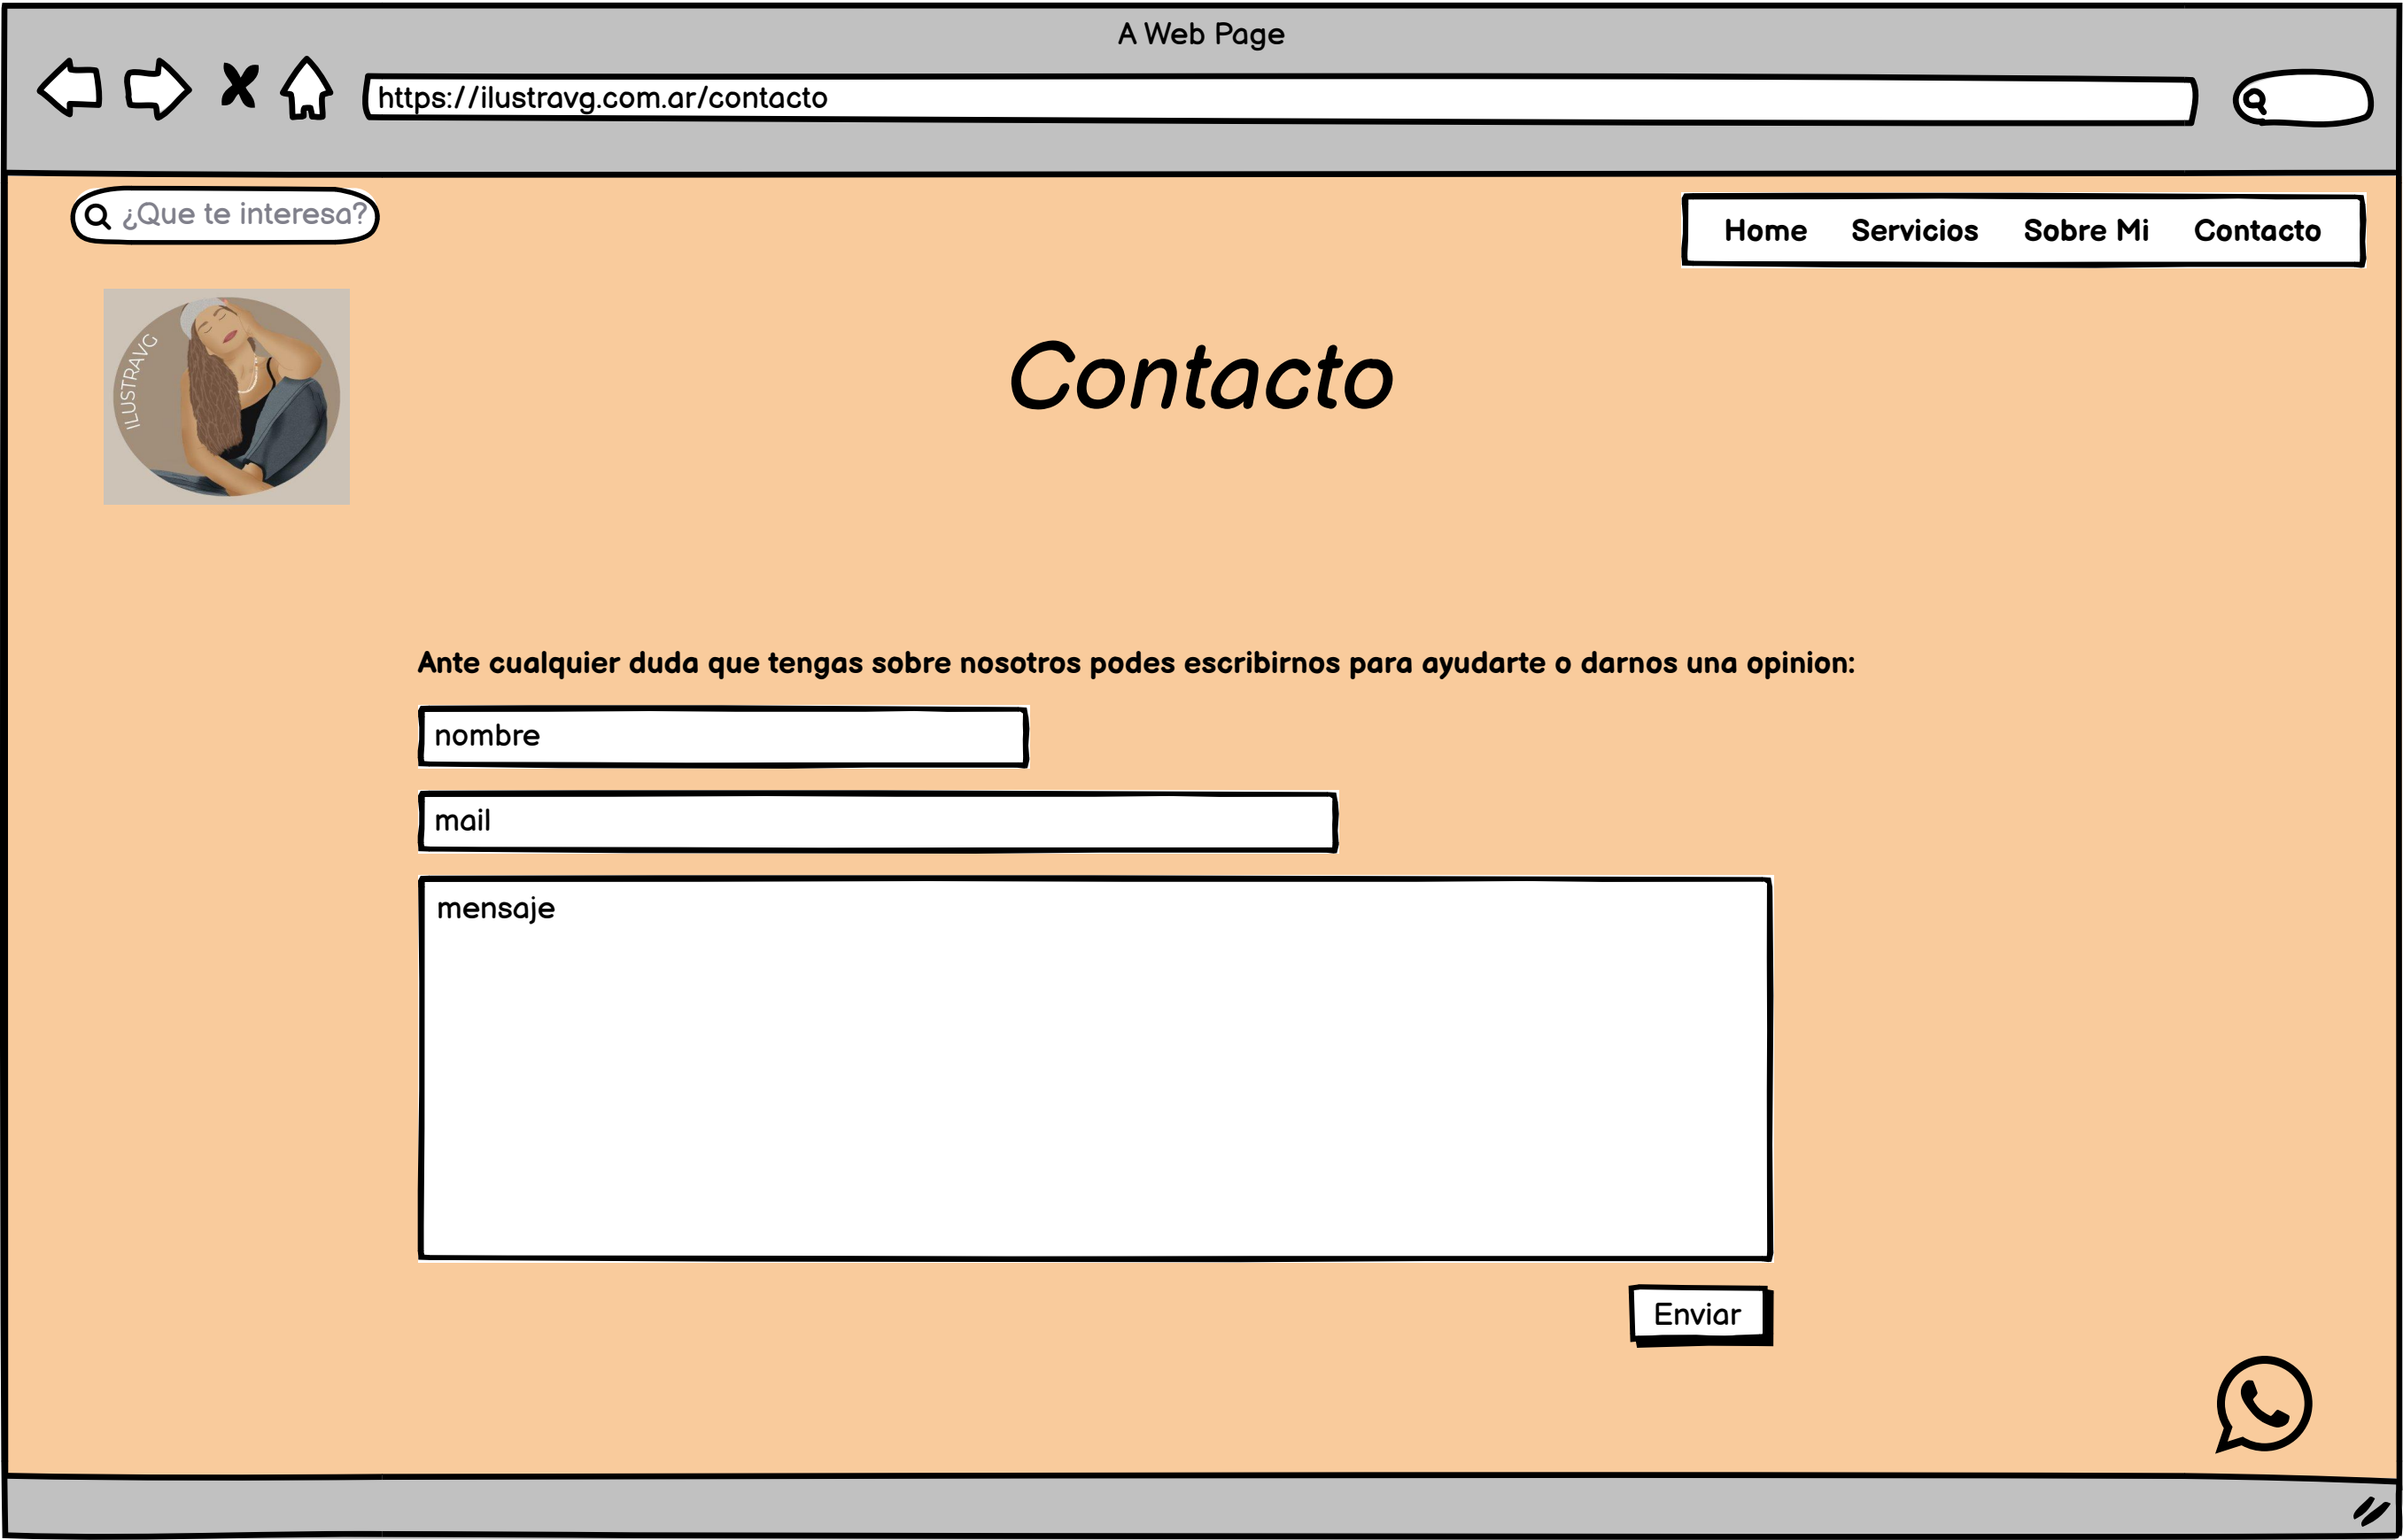 A Web Page
https://ilustravg.com.ar/contacto
¿Que te interesa?
Home Servicios Sobre Mi Contacto
ILUSTRAVG
Contacto
Ante cualquier duda que tengas sobre nosotros podes escribirnos para ayudarte o darnos una opinion:
nombre
mail
mensaje
Enviar